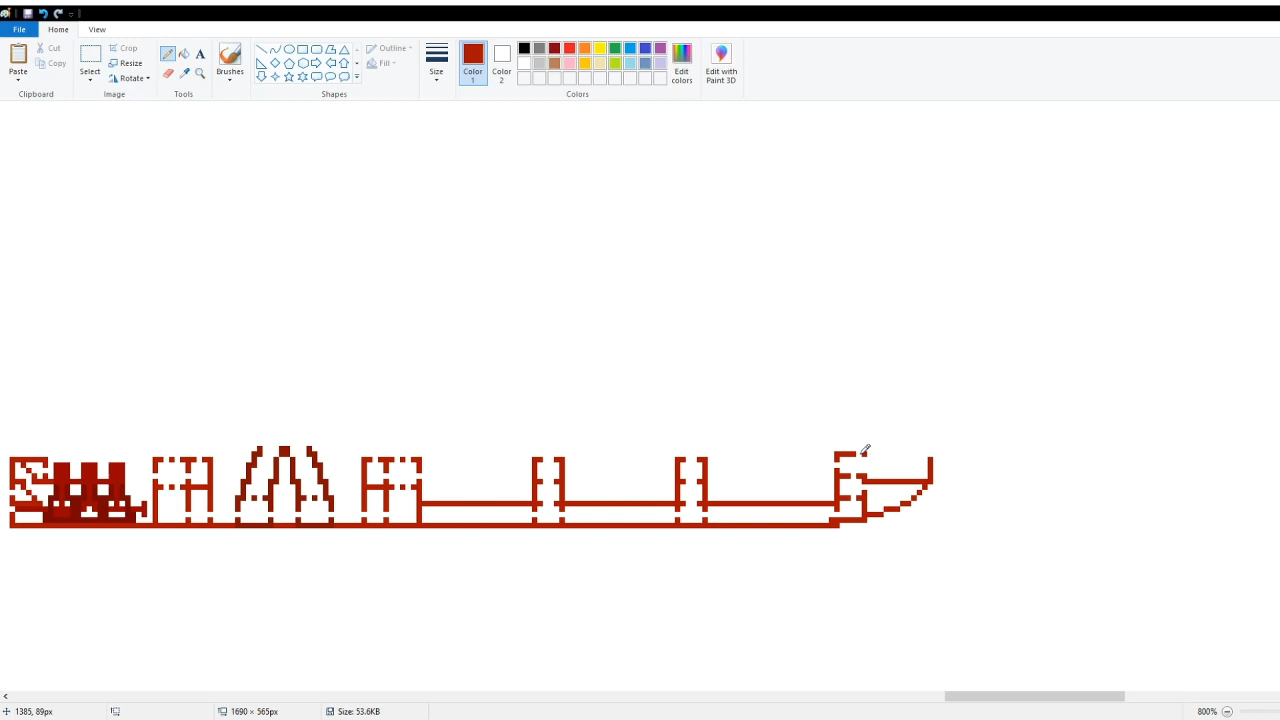 File Home View
Paste
Cut
Copy
Clipboard
Select
Crop
Resize
Rotate
Image
A
Tools
Brushes
Shapes
Outline
Fill
Size
Color
1
Color
2
Colors
Edit
colors
Edit with
Paint 3D
1385, 89px
1690 × 565px
Size: 53.6KB
800%